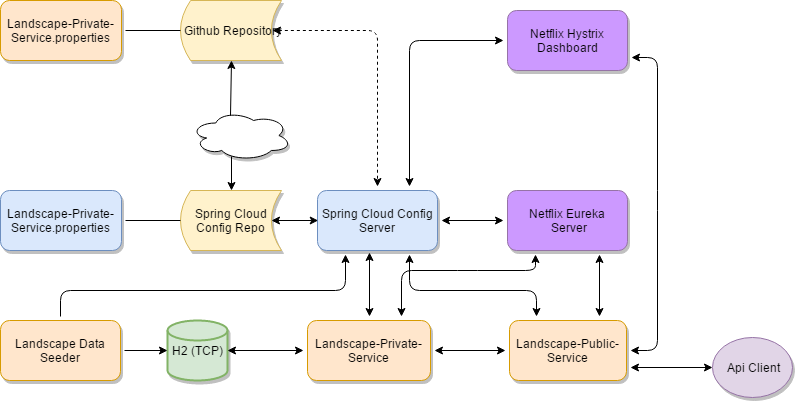 Landscape-Private-
Service.properties
Github Repository
Netflix Hystrix
Dashboard
Landscape-Private-
Service.properties
Spring Cloud
Config Repo
Spring Cloud Config
Server
Netflix Eureka
Server
Landscape Data
Seeder
H2 (TCP)
Landscape-Private-
Service
Landscape-Public-
Service
Api Client